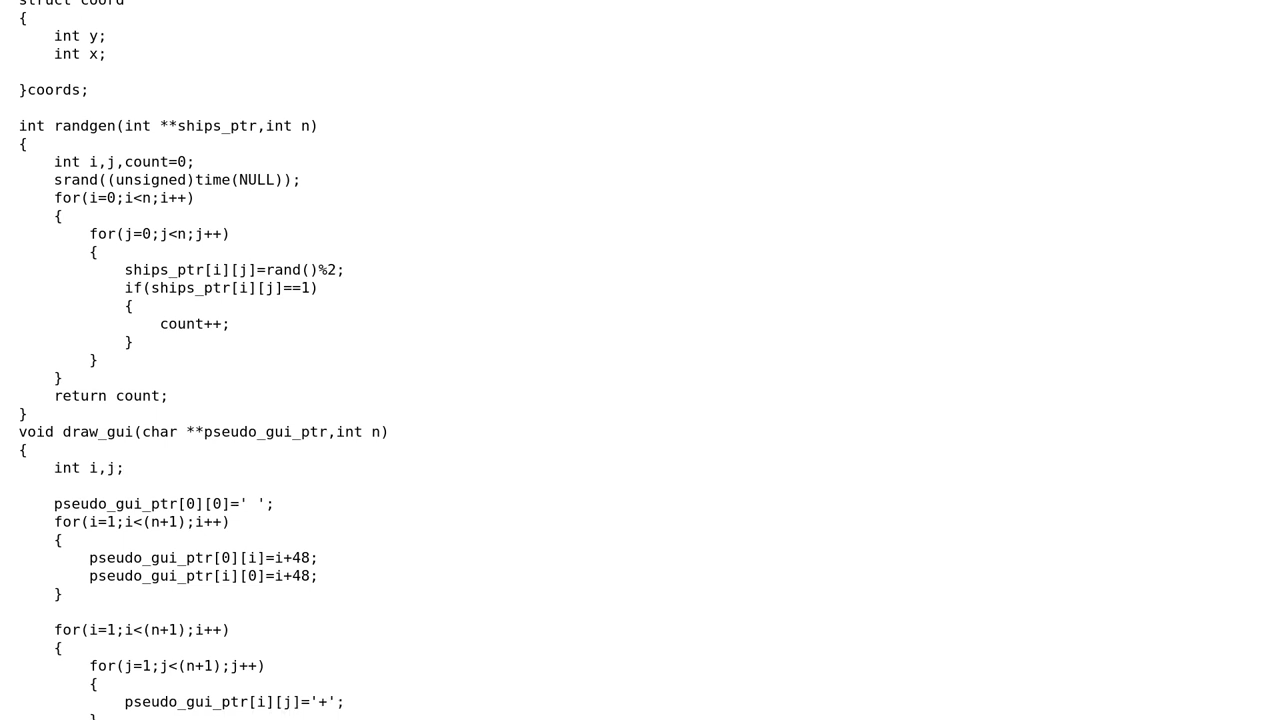 struct coord
{
    int y;
    int x;

}coords;

int randgen(int **ships_ptr,int n)
{
    int i,j,count=0;
    srand((unsigned)time(NULL));
    for(i=0;i<n;i++)
    {
        for(j=0;j<n;j++)
        {
            ships_ptr[i][j]=rand()%2;
            if(ships_ptr[i][j]==1)
            {
                count++;
            }
        }
    }
    return count;
}
void draw_gui(char **pseudo_gui_ptr,int n)
{
    int i,j;

    pseudo_gui_ptr[0][0]=' ';
    for(i=1;i<(n+1);i++)
    {
        pseudo_gui_ptr[0][i]=i+48;
        pseudo_gui_ptr[i][0]=i+48;
    }

    for(i=1;i<(n+1);i++)
    {
        for(j=1;j<(n+1);j++)
        {
            pseudo_gui_ptr[i][j]='+';
        }